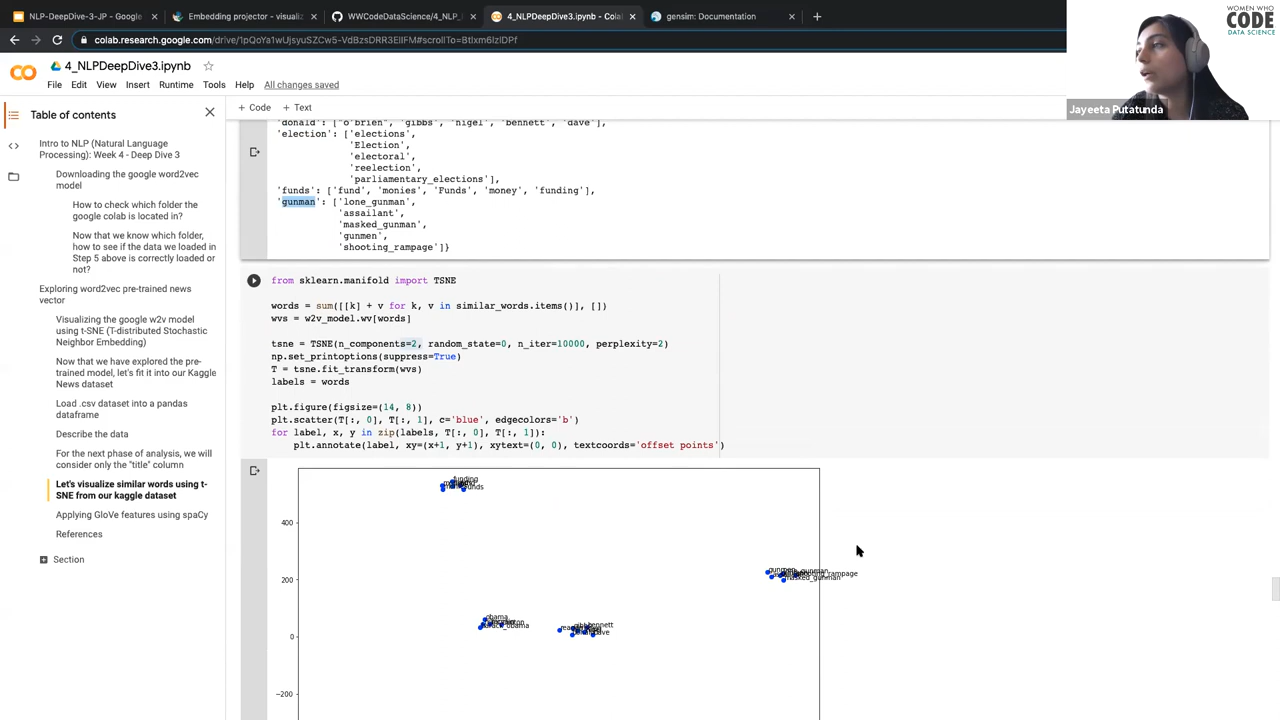 NLP-DeepDive-3-JP - Google
Embedding projector - visualiz
WWCodeDataScience/4_NLP_
4_NLPDeepDive3.ipynb - Colab
gensim: Documentation
colab.research.google.com/drive/1pQoYa1wUjsyuSZCw5-VdBzsDRR3ElIFM#scrollTo=BtIxm6IzIDPf
WOMEN WHO
CODE
DATA SCIENCE
Jayeeta Putatunda
4_NLPDeepDive3.ipynb
File Edit View Insert Runtime Tools Help All changes saved
Table of contents
Intro to NLP (Natural Language
Processing): Week 4 - Deep Dive 3
Downloading the google word2vec
model
How to check which folder the
google colab is located in?
Now that we know which folder,
how to see if the data we loaded in
Step 5 above is correctly loaded or
not?
Exploring word2vec pre-trained news
vector
Visualizing the google w2v model
using t-SNE (T-distributed Stochastic
Neighbor Embedding)
Now that we have explored the pre-
trained model, let's fit it into our Kaggle
News dataset
Load .csv dataset into a pandas
dataframe
Describe the data
For the next phase of analysis, we will
consider only the "title" column
Let's visualize similar words using t-
SNE from our kaggle dataset
Applying GloVe features using spaCy
References
Section
+ Code + Text
'donald': ['o'brien', 'gibbs', 'nigel', 'bennett', 'dave'],
'election': ['elections',
'Election',
'electoral',
'reelection',
'parliamentary_elections'],
'funds': ['fund', 'monies', 'Funds', 'money', 'funding'],
'gunman': ['lone_gunman',
'assailant',
'masked_gunman',
'gunmen',
'shooting_rampage']}
from sklearn.manifold import TSNE
words = sum([[k] + v for k, v in similar_words.items()], [])
wvs = w2v_model.wv[words]
tsne = TSNE(n_components=2, random_state=0, n_iter=10000, perplexity=2)
np.set_printoptions(suppress=True)
T = tsne.fit_transform(wvs)
labels = words
plt.figure(figsize=(14, 8))
plt.scatter(T[:, 0], T[:, 1], c='blue', edgecolors='b')
for label, x, y in zip(labels, T[:, 0], T[:, 1]):
plt.annotate(label, xy=(x+1, y+1), xytext=(0, 0), textcoords='offset points')
funding
400
gunmen
masked_gunman
200
obama
bennett
0
−200